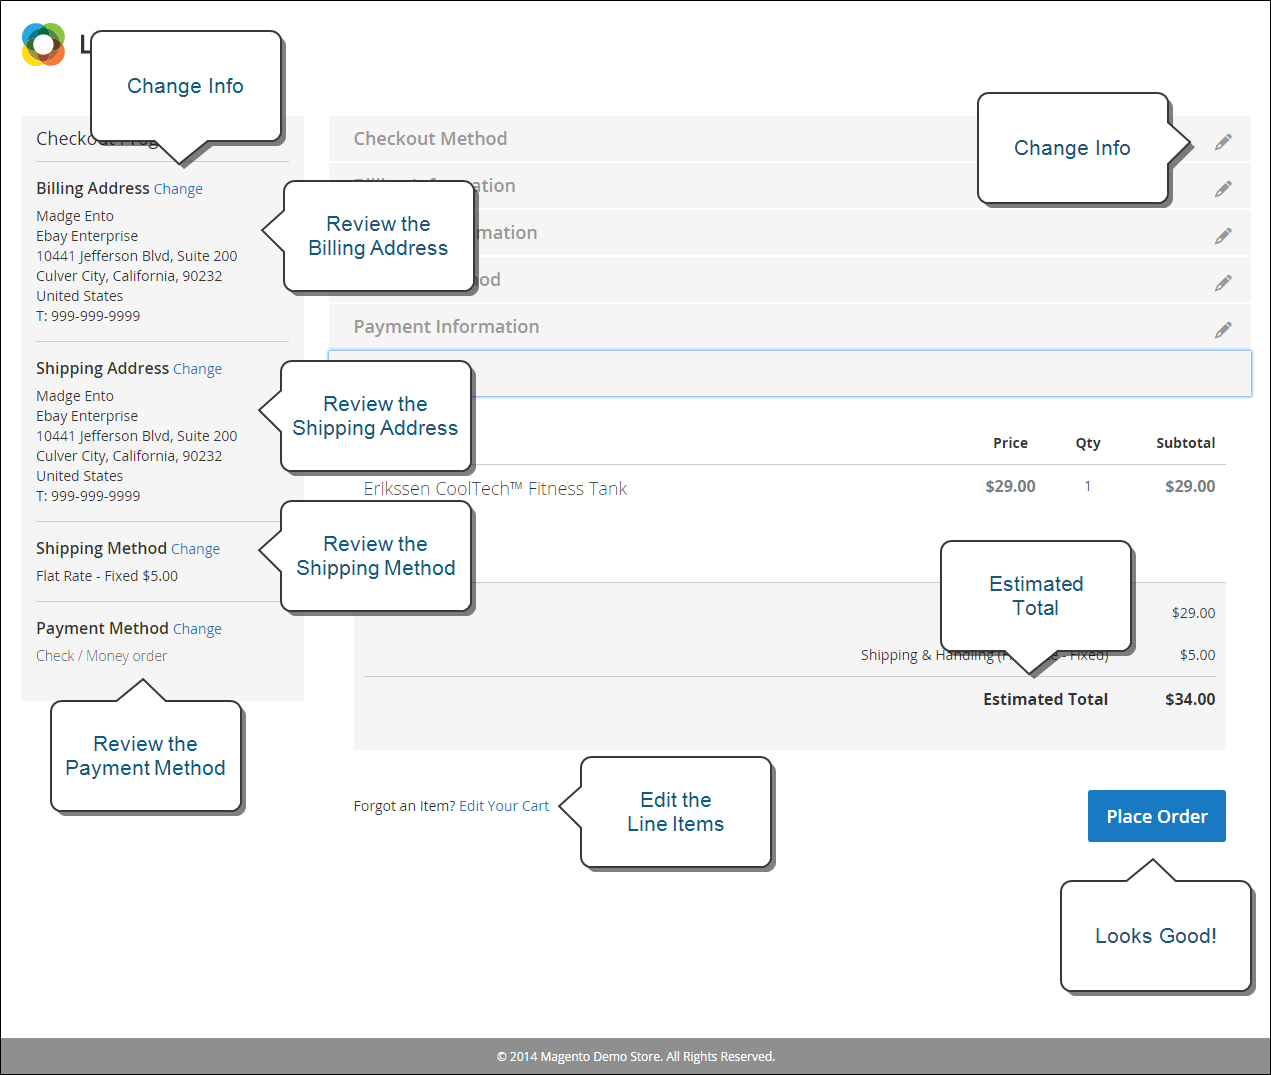 L
Change Info
Checkout Prog
Billing Address Change
Madge Ento
Ebay Enterprise
10441 Jefferson Blvd, Suite 200
Culver City, California, 90232
United States
T: 999-999-9999
Shipping Address Change
Madge Ento
Ebay Enterprise
10441 Jefferson Blvd, Suite 200
Culver City, California, 90232
United States
T: 999-999-9999
Shipping Method Change
Flat Rate - Fixed $5.00
Payment Method Change
Check / Money order
Review the
Payment Method
Checkout Method
Change Info
ation
Review the
Billing Address
mation
od
Payment Information
Review the
Shipping Address
Price Qty Subtotal
Erikssen CoolTech™ Fitness Tank $29.00 1 $29.00
Review the
Shipping Method
Estimated
Total
$29.00
Shipping & Handling (F - Fixed) $5.00
Estimated Total $34.00
Forgot an Item? Edit Your Cart
Edit the
Line Items
Place Order
Looks Good!
© 2014 Magento Demo Store. All Rights Reserved.